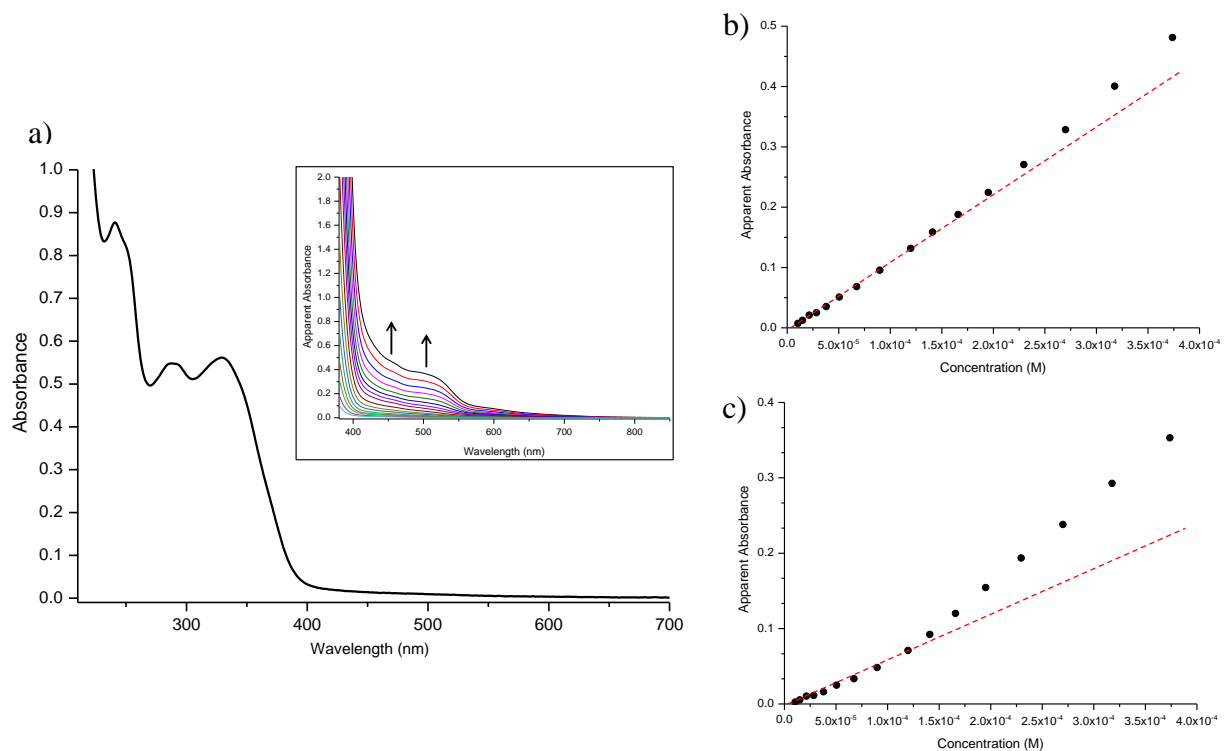 a)
1.0
0.9
0.8
0.7
0.6
0.5
0.4
0.3
0.2
0.1
0.0
Absorbance
300 400 500 600 700
Wavelength (nm)
2.0
1.8
1.6
1.4
1.2
1.0
0.8
0.6
0.4
0.2
0.0
Apparent Absorbance
400 500 600 700 800
Wavelength (nm)
b)
0.5
0.4
0.3
0.2
0.1
0.0
Apparent Absorbance
0.0 5.0x10⁻⁵ 1.0x10⁻⁴ 1.5x10⁻⁴ 2.0x10⁻⁴ 2.5x10⁻⁴ 3.0x10⁻⁴ 3.5x10⁻⁴ 4.0x10⁻⁴
Concentration (M)
c)
0.4
0.3
0.2
0.1
0.0
Apparent Absorbance
0.0 5.0x10⁻⁵ 1.0x10⁻⁴ 1.5x10⁻⁴ 2.0x10⁻⁴ 2.5x10⁻⁴ 3.0x10⁻⁴ 3.5x10⁻⁴ 4.0x10⁻⁴
Concentration (M)